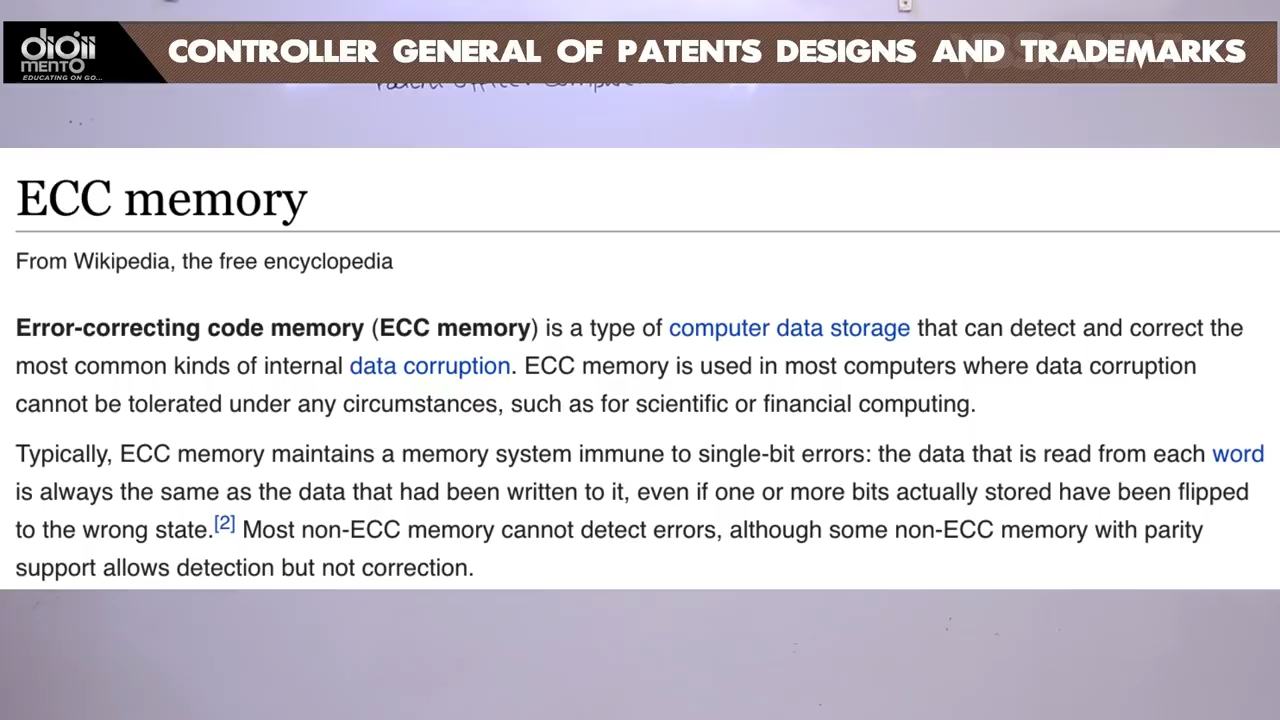 digii
MENTO
EDUCATING ON GO...
CONTROLLER GENERAL OF PATENTS DESIGNS AND TRADEMARKS
ECC memory
From Wikipedia, the free encyclopedia
Error-correcting code memory (ECC memory) is a type of computer data storage that can detect and correct the
most common kinds of internal data corruption. ECC memory is used in most computers where data corruption
cannot be tolerated under any circumstances, such as for scientific or financial computing.
Typically, ECC memory maintains a memory system immune to single-bit errors: the data that is read from each word
is always the same as the data that had been written to it, even if one or more bits actually stored have been flipped
to the wrong state.[2] Most non-ECC memory cannot detect errors, although some non-ECC memory with parity
support allows detection but not correction.